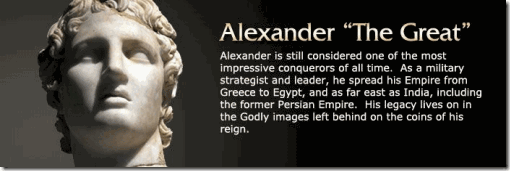 Alexander “The Great”
Alexander is still considered one of the most
impressive conquerors of all time.  As a military
strategist and leader, he spread his Empire from
Greece to Egypt, and as far east as India, including
the former Persian Empire.  His legacy lives on in
the Godly images left behind on the coins of his
reign.